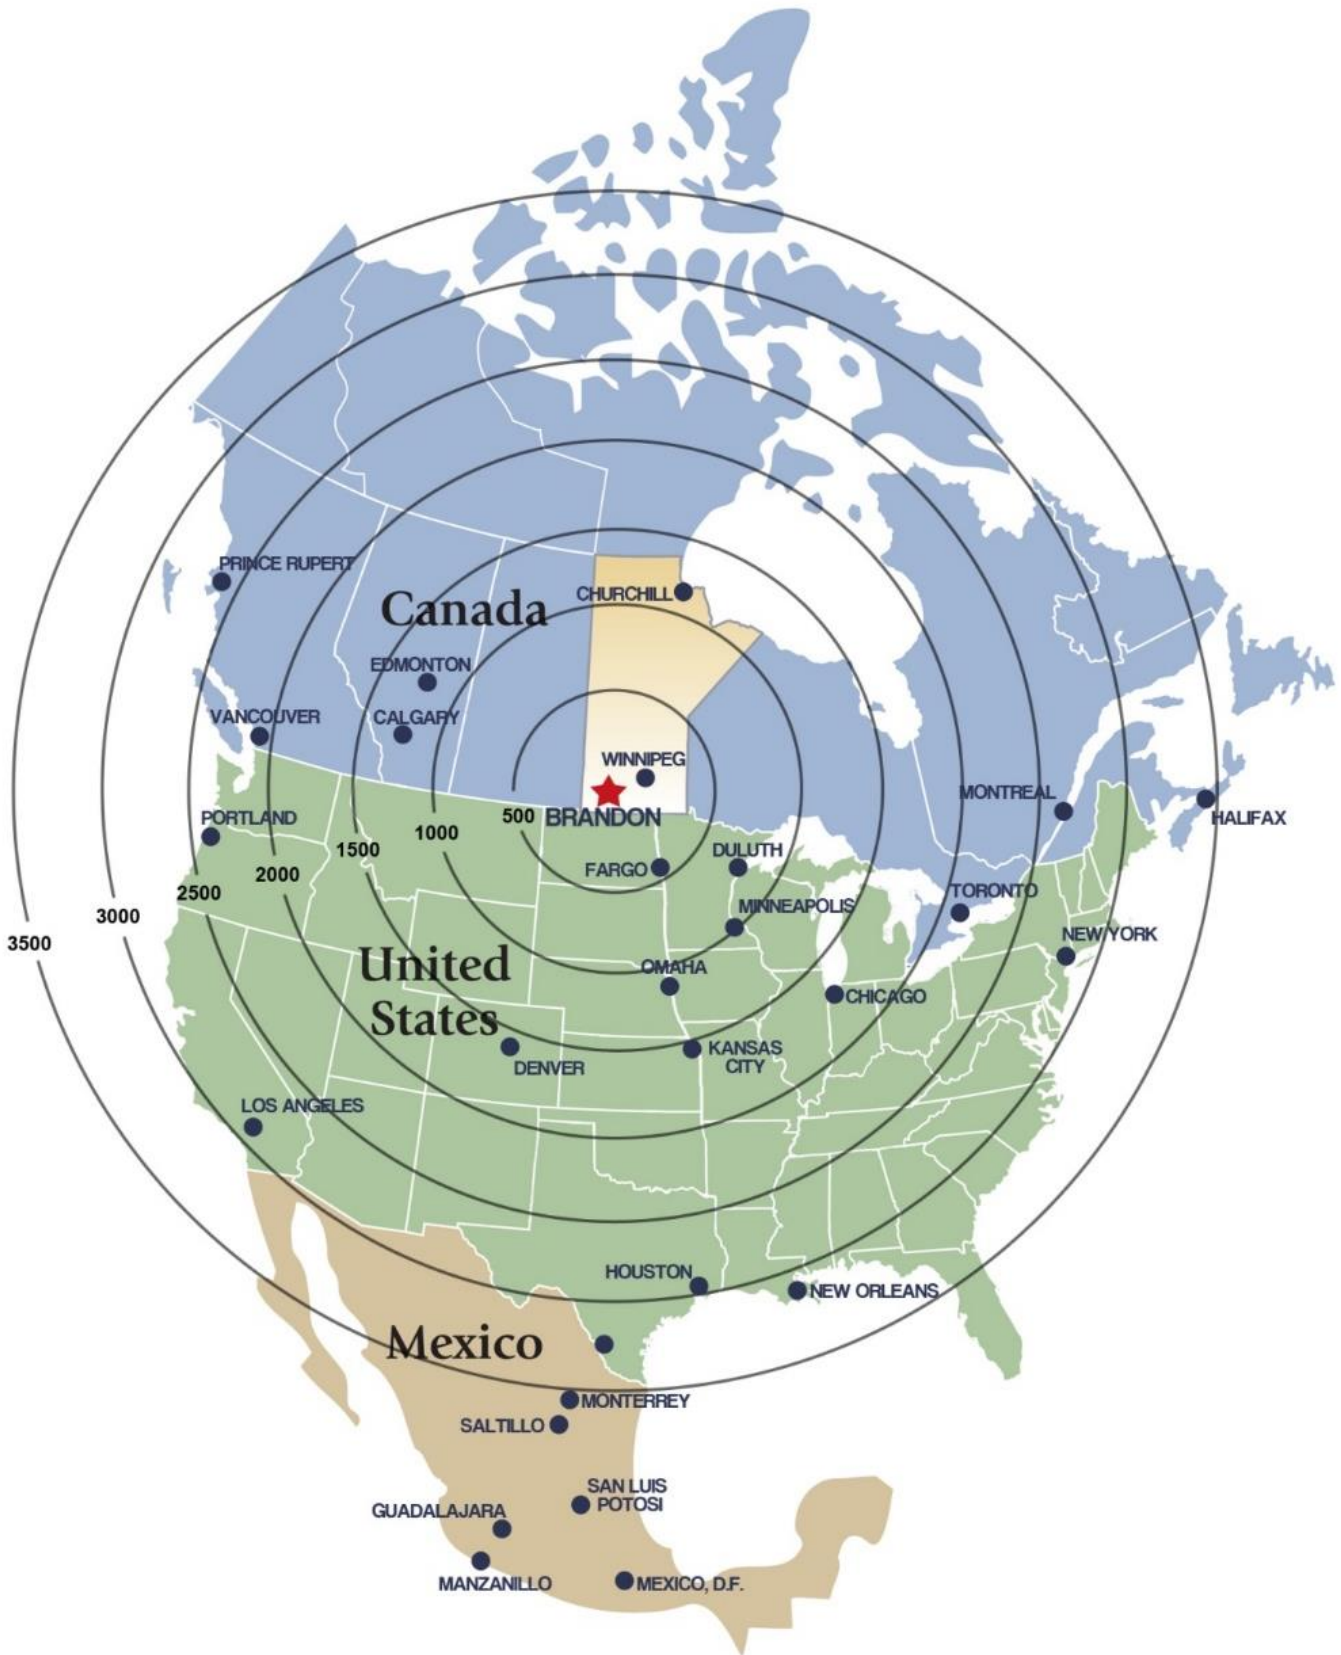 PRINCE RUPERT
CHURCHILL
Canada
EDMONTON
VANCOUVER
CALGARY
WINNIPEG
MONTREAL
PORTLAND
500
BRANDON
HALIFAX
1000
1500
DULUTH
FARGO
2000
2500
TORONTO
MINNEAPOLIS
3000
NEW YORK
3500
United
States
OMAHA
CHICAGO
KANSAS
CITY
DENVER
LOS ANGELES
HOUSTON
NEW ORLEANS
Mexico
MONTERREY
SALTILLO
SAN LUIS
POTOSI
GUADALAJARA
MANZANILLO
MEXICO, D.F.